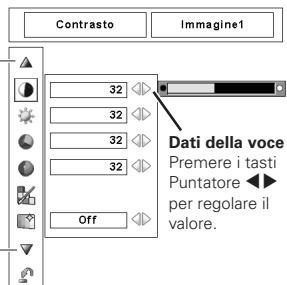 Contrasto Immagine1
32
32
32
32
Off
Dati della voce
Premere i tasti
Puntatore ◀▶
per regolare il
valore.